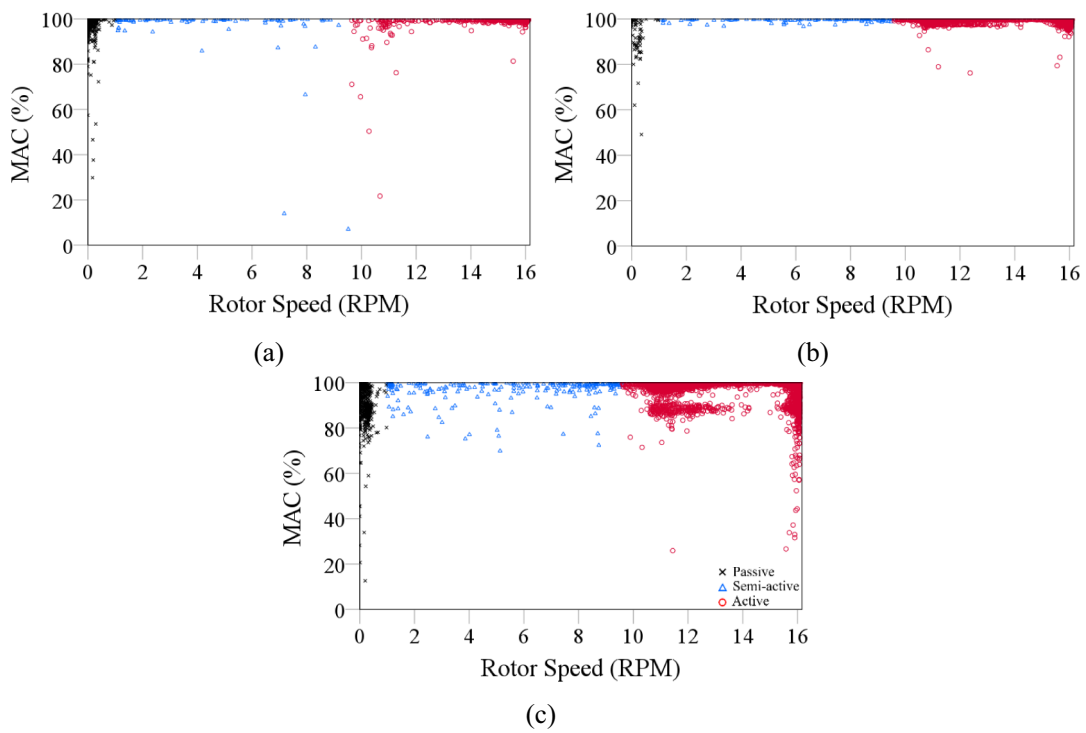 100
80
60
40
20
0
MAC (%)
0 2 4 6 8 10 12 14 16
Rotor Speed (RPM)
(a)
100
80
60
40
20
0
MAC (%)
0 2 4 6 8 10 12 14 16
Rotor Speed (RPM)
(b)
100
80
60
40
20
0
MAC (%)
Passive
Semi-active
Active
0 2 4 6 8 10 12 14 16
Rotor Speed (RPM)
(c)